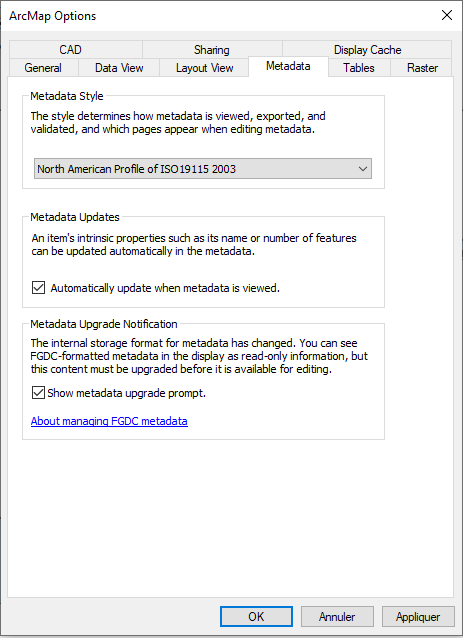 ArcMap Options
CAD
Sharing
Display Cache
General
Data View
Layout View
Metadata
Tables
Raster
Metadata Style
The style determines how metadata is viewed, exported, and
validated, and which pages appear when editing metadata.
North American Profile of ISO19115 2003
Metadata Updates
An item's intrinsic properties such as its name or number of features
can be updated automatically in the metadata.
Automatically update when metadata is viewed.
Metadata Upgrade Notification
The internal storage format for metadata has changed. You can see
FGDC-formatted metadata in the display as read-only information, but
this content must be upgraded before it is available for editing.
Show metadata upgrade prompt.
About managing FGDC metadata
OK
Annuler
Appliquer